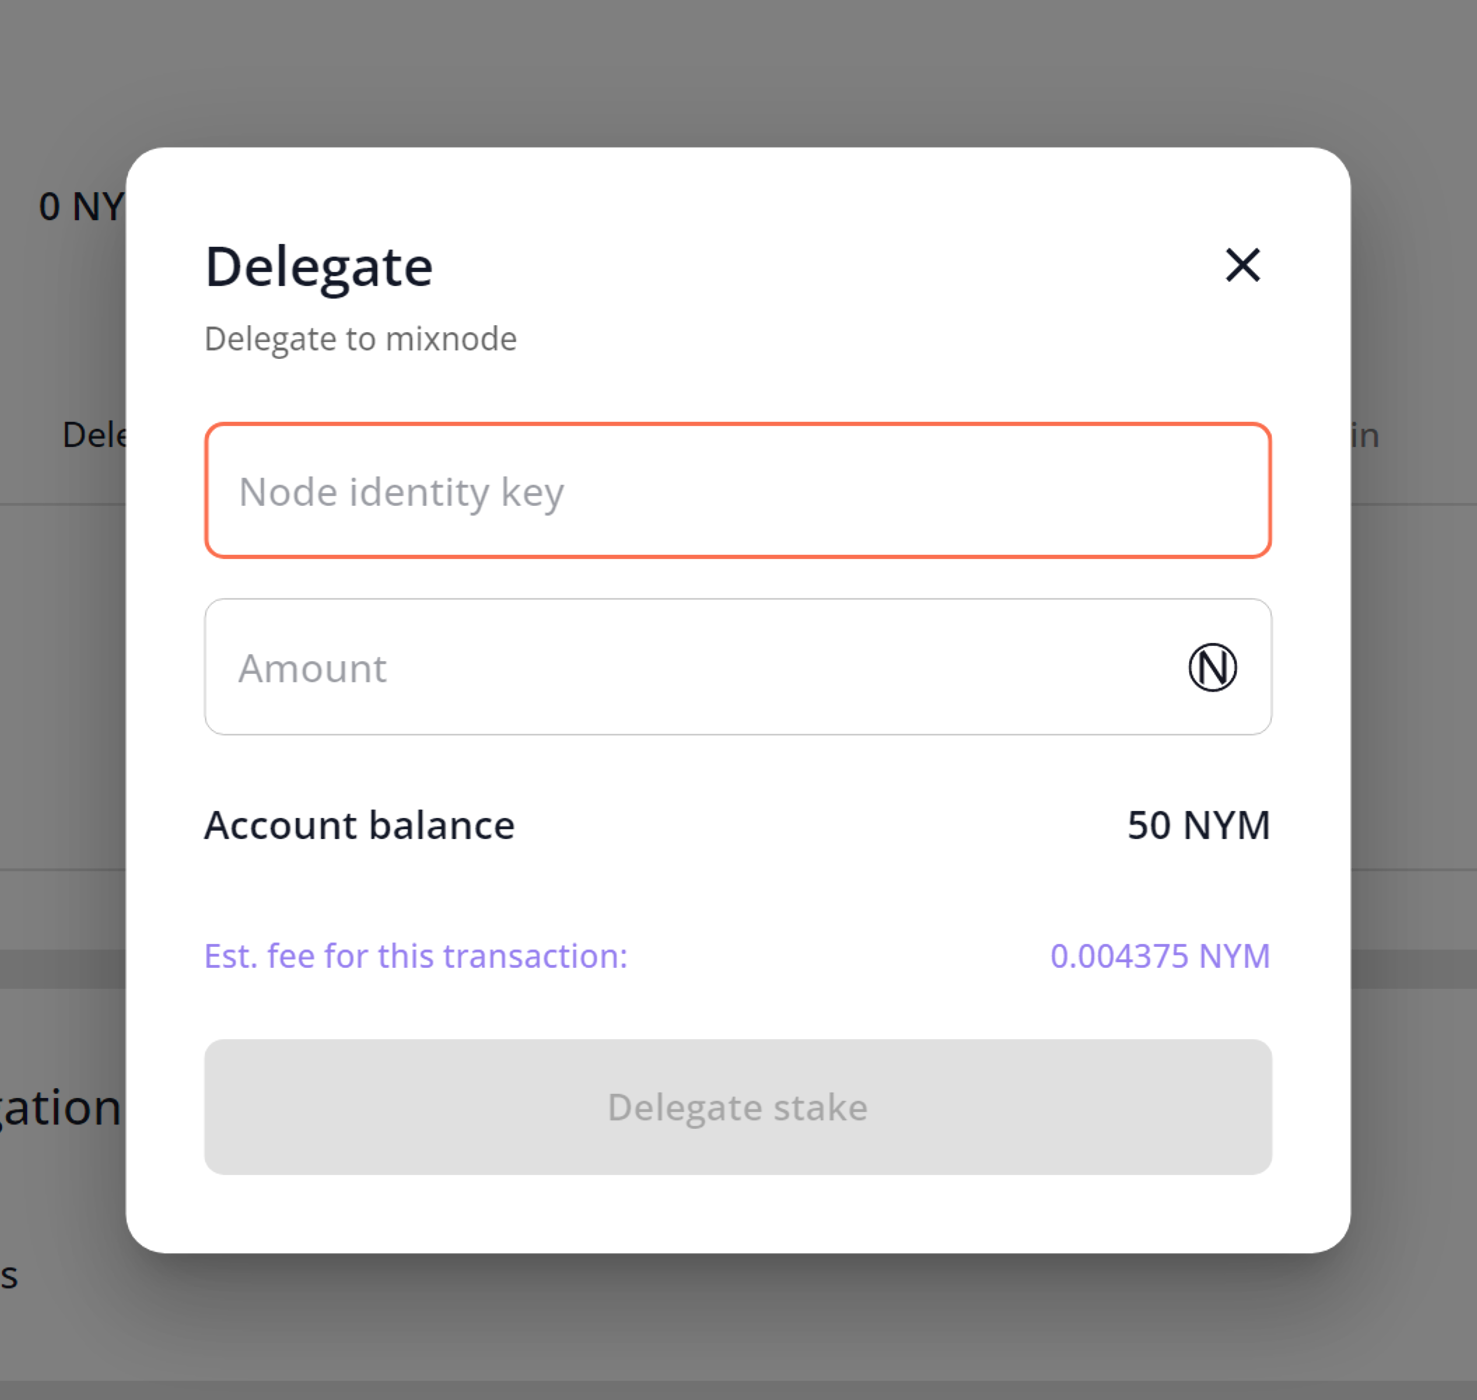 0 NY
Delegate
Delegate to mixnode
Dele
in
Node identity key
Amount
Account balance 50 NYM
Est. fee for this transaction: 0.004375 NYM
gation
Delegate stake
s